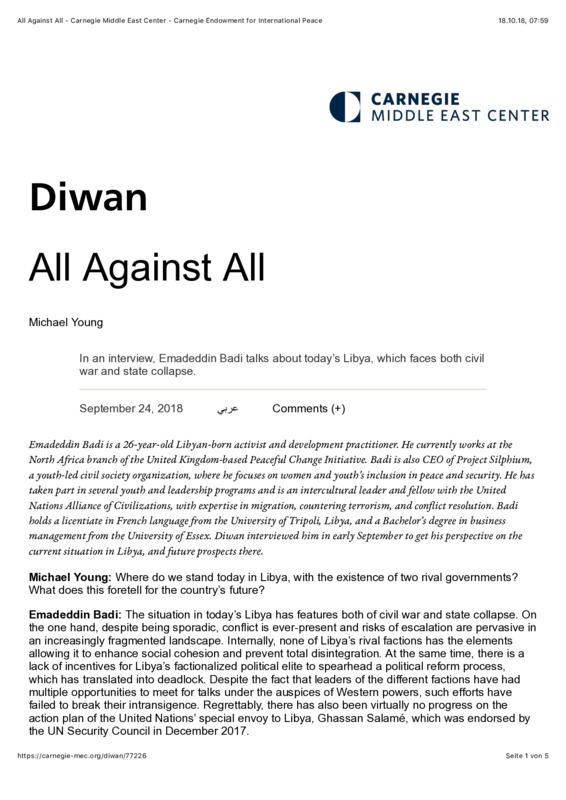 All Against All - Carnegie Middle East Center - Carnegie Endowment for International Peace
18.10.18, 07:59
CARNEGIE
MIDDLE EAST CENTER
Diwan
All Against All
Michael Young
In an interview, Emadeddin Badi talks about today’s Libya, which faces both civil
war and state collapse.
September 24, 2018 عربي Comments (+)
Emadeddin Badi is a 26-year-old Libyan-born activist and development practitioner. He currently works at the
North Africa branch of the United Kingdom-based Peaceful Change Initiative. Badi is also CEO of Project Silphium,
a youth-led civil society organization, where he focuses on women and youth’s inclusion in peace and security. He has
taken part in several youth and leadership programs and is an intercultural leader and fellow with the United
Nations Alliance of Civilizations, with expertise in migration, countering terrorism, and conflict resolution. Badi
holds a licentiate in French language from the University of Tripoli, Libya, and a Bachelor’s degree in business
management from the University of Essex. Diwan interviewed him in early September to get his perspective on the
current situation in Libya, and future prospects there.
Michael Young: Where do we stand today in Libya, with the existence of two rival governments?
What does this foretell for the country’s future?
Emadeddin Badi: The situation in today’s Libya has features both of civil war and state collapse. On
the one hand, despite being sporadic, conflict is ever-present and risks of escalation are pervasive in
an increasingly fragmented landscape. Internally, none of Libya’s rival factions has the elements
allowing it to enhance social cohesion and prevent total disintegration. At the same time, there is a
lack of incentives for Libya’s factionalized political elite to spearhead a political reform process,
which has translated into deadlock. Despite the fact that leaders of the different factions have had
multiple opportunities to meet for talks under the auspices of Western powers, such efforts have
failed to break their intransigence. Regrettably, there has also been virtually no progress on the
action plan of the United Nations’ special envoy to Libya, Ghassan Salamé, which was endorsed by
the UN Security Council in December 2017.
https://carnegie-mec.org/diwan/77226
Seite 1 von 5